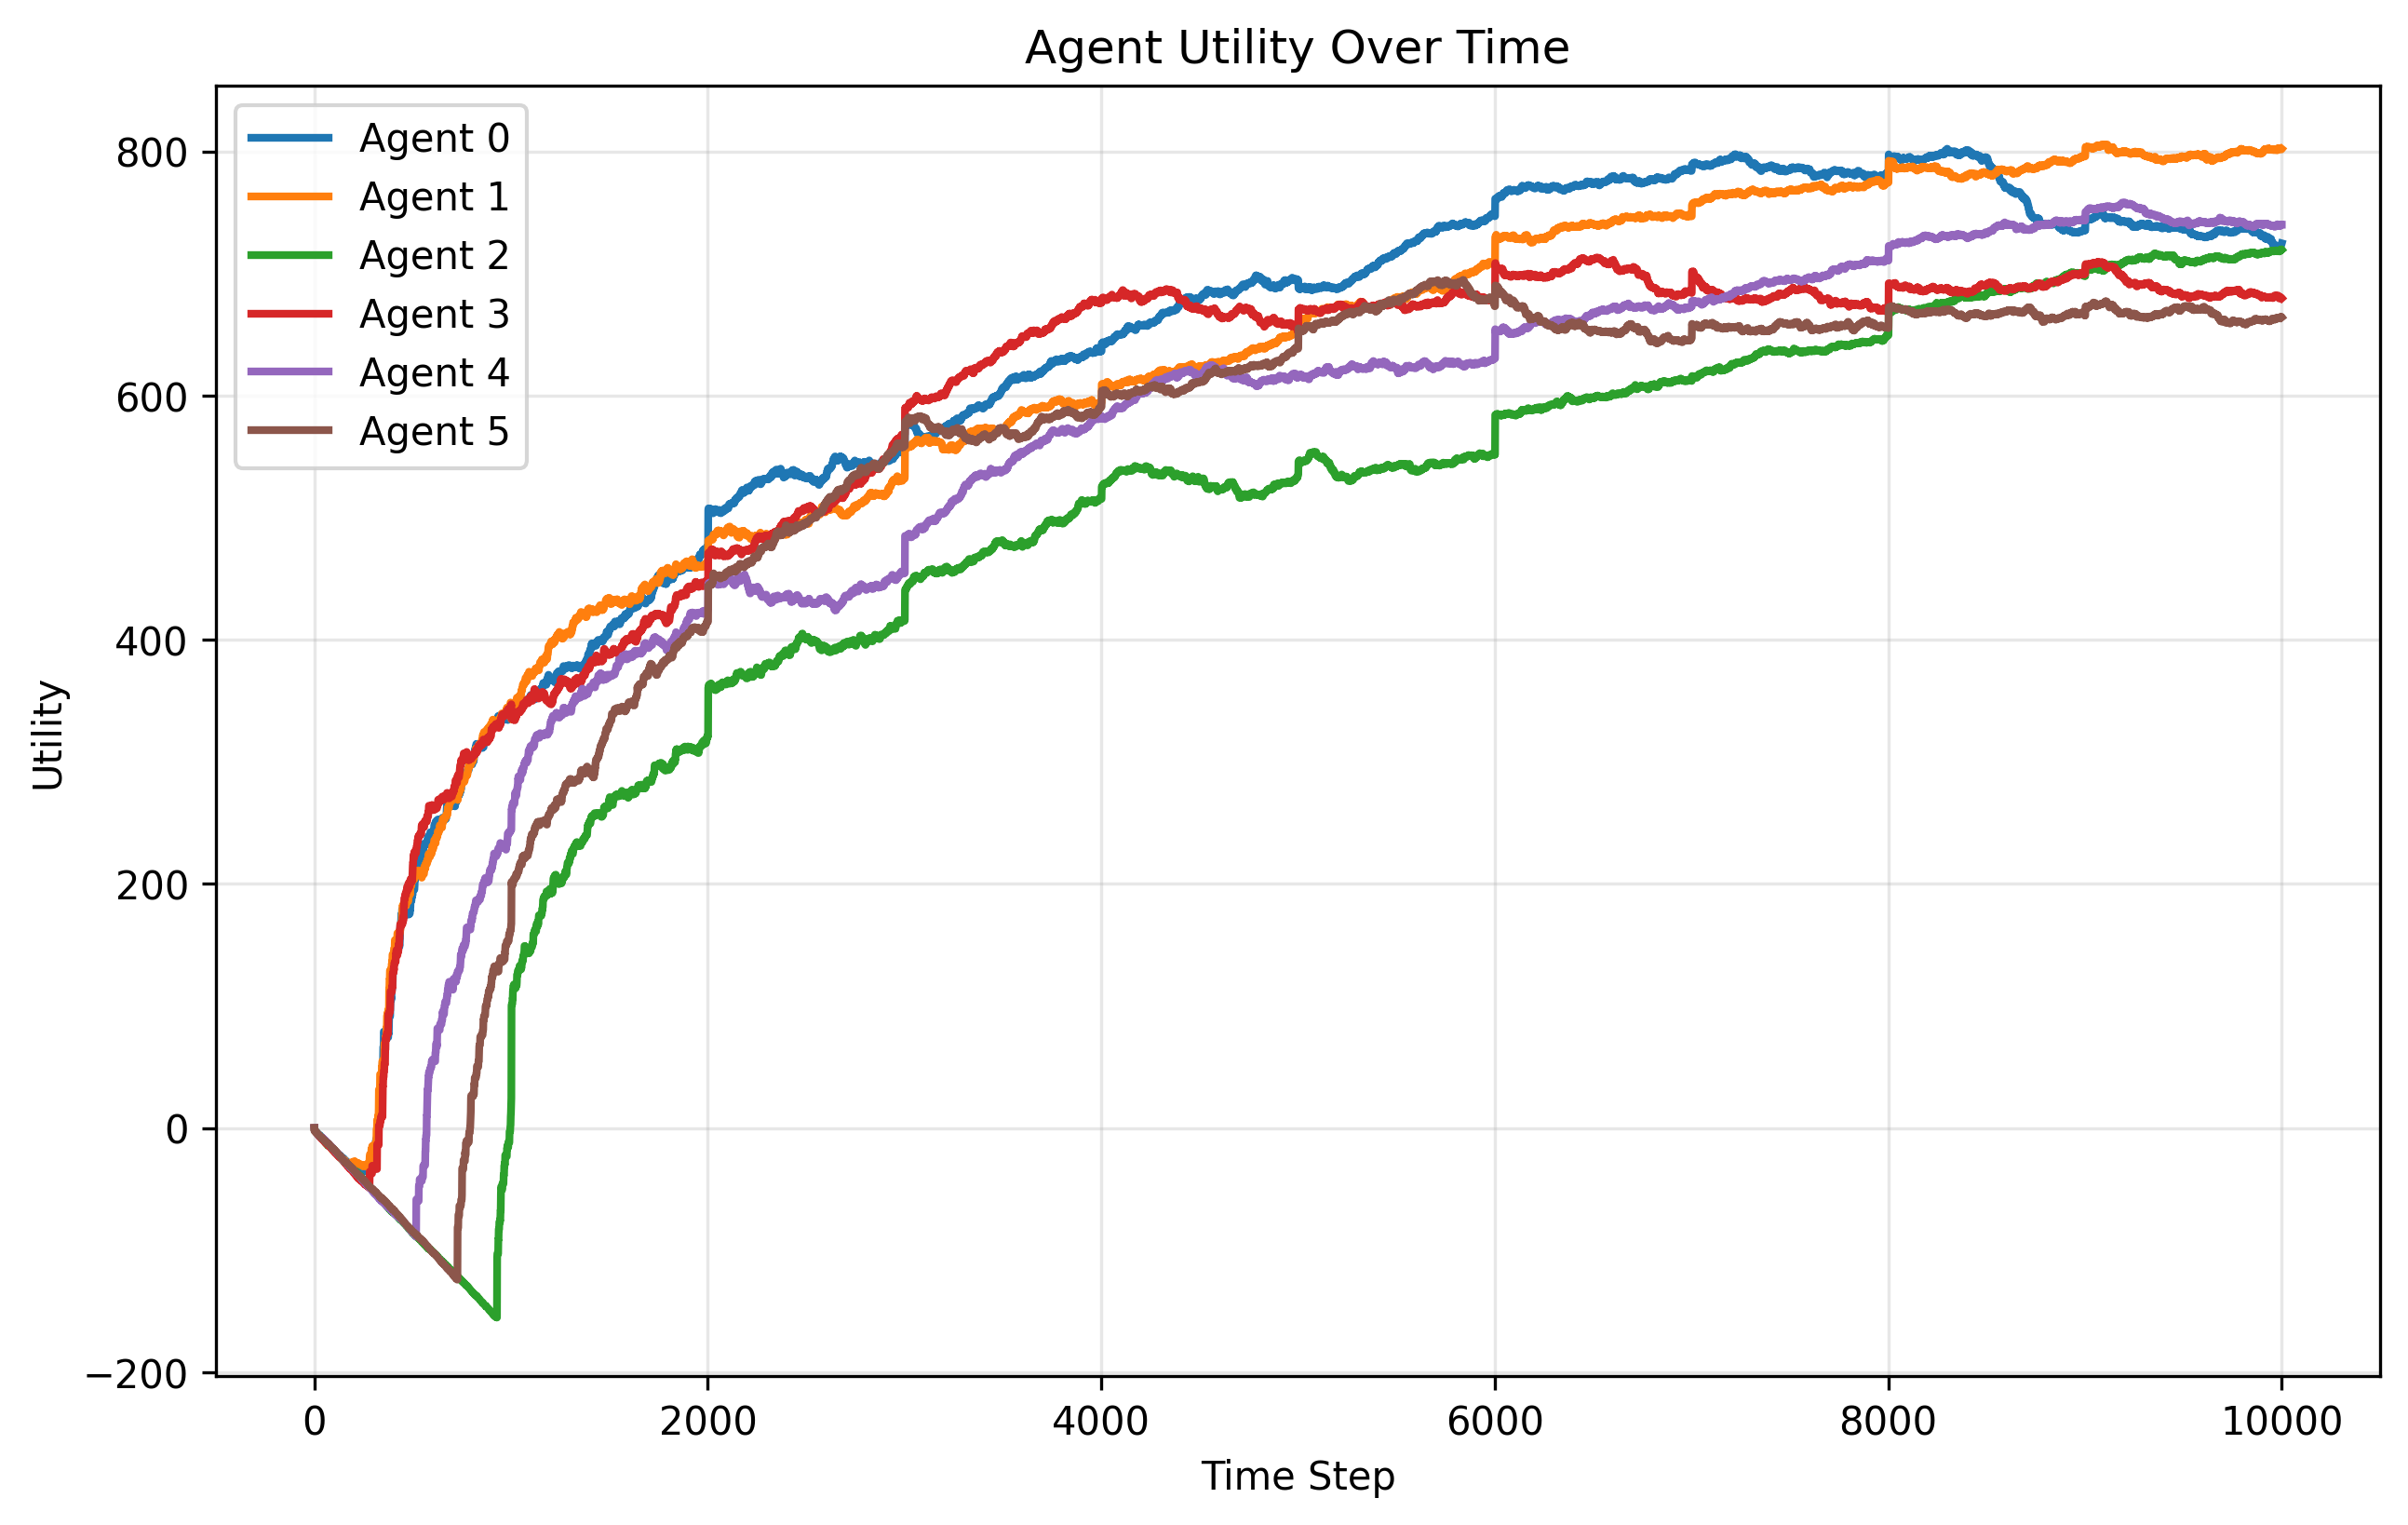 Agent Utility Over Time
Agent 0
Agent 1
Agent 2
Agent 3
Agent 4
Agent 5
800
600
400
200
0
−200
Utility
0 2000 4000 6000 8000 10000
Time Step